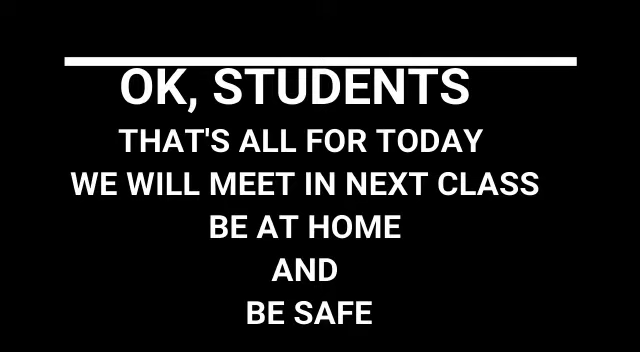 OK, STUDENTS
THAT'S ALL FOR TODAY
WE WILL MEET IN NEXT CLASS
BE AT HOME
AND
BE SAFE